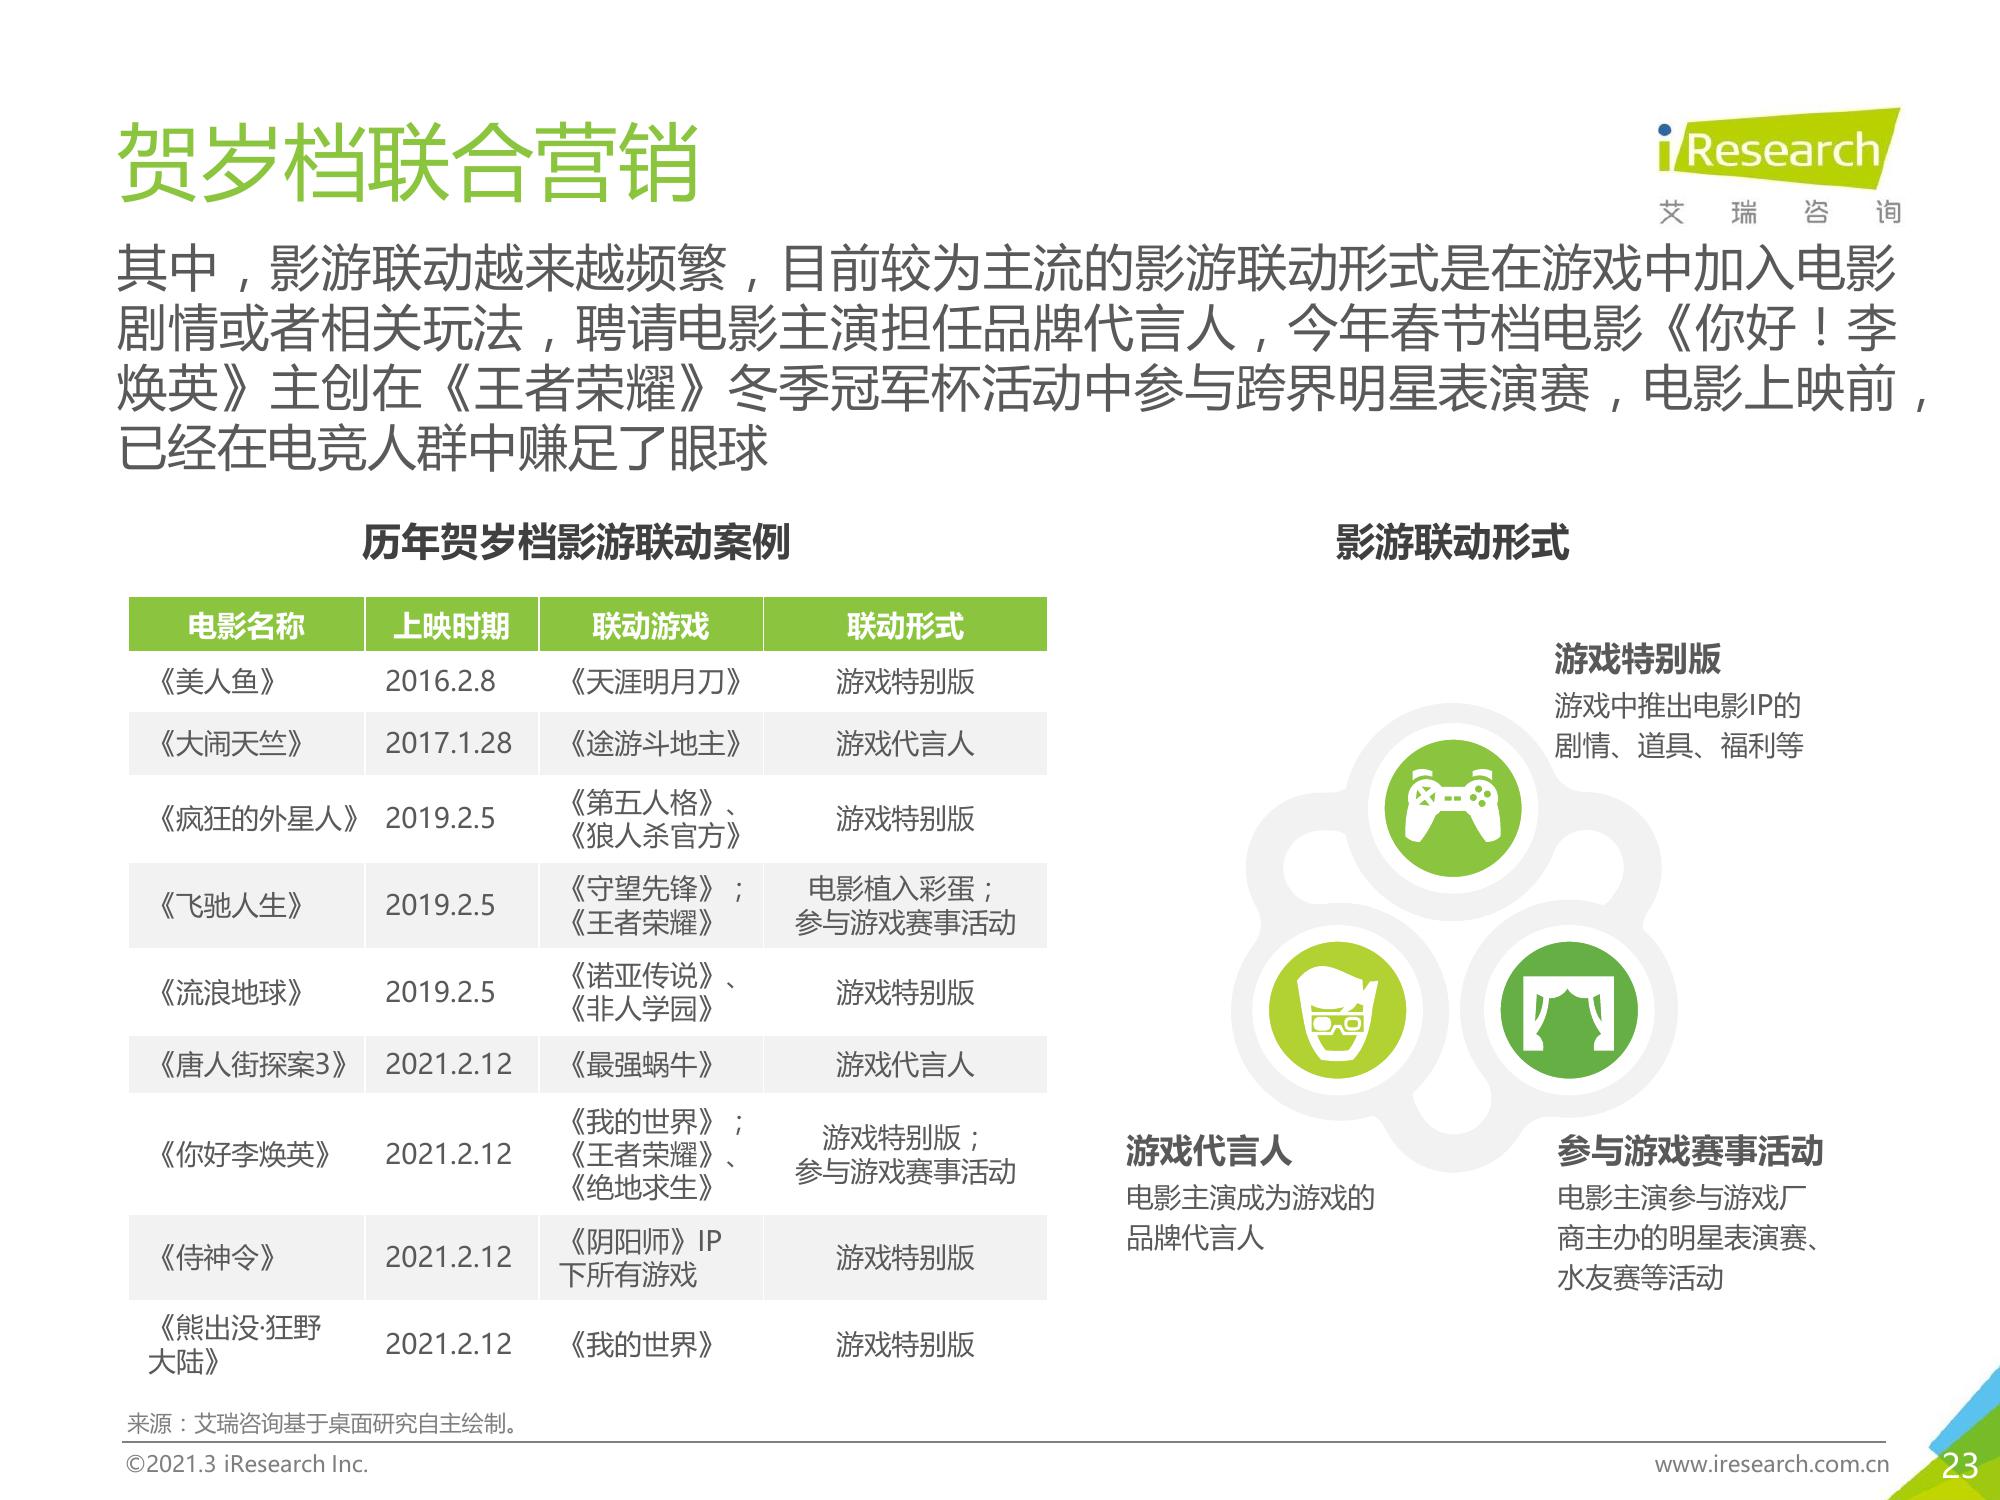 贺岁档联合营销
iResearch
艾 瑞 咨 询
其中，影游联动越来越频繁，目前较为主流的影游联动形式是在游戏中加入电影
剧情或者相关玩法，聘请电影主演担任品牌代言人，今年春节档电影《你好！李
焕英》主创在《王者荣耀》冬季冠军杯活动中参与跨界明星表演赛，电影上映前，
已经在电竞人群中赚足了眼球
历年贺岁档影游联动案例
电影名称 上映时期 联动游戏 联动形式
《美人鱼》 2016.2.8 《天涯明月刀》 游戏特别版
《大闹天竺》 2017.1.28 《途游斗地主》 游戏代言人
《疯狂的外星人》 2019.2.5 《第五人格》、
《狼人杀官方》 游戏特别版
《飞驰人生》 2019.2.5 《守望先锋》；
《王者荣耀》 电影植入彩蛋；
参与游戏赛事活动
《流浪地球》 2019.2.5 《诺亚传说》、
《非人学园》 游戏特别版
《唐人街探案3》 2021.2.12 《最强蜗牛》 游戏代言人
《你好李焕英》 2021.2.12 《我的世界》；
《王者荣耀》、
《绝地求生》 游戏特别版；
参与游戏赛事活动
《侍神令》 2021.2.12 《阴阳师》IP
下所有游戏 游戏特别版
《熊出没·狂野
大陆》 2021.2.12 《我的世界》 游戏特别版
影游联动形式
游戏特别版
游戏中推出电影IP的
剧情、道具、福利等
游戏代言人
电影主演成为游戏的
品牌代言人
参与游戏赛事活动
电影主演参与游戏厂
商主办的明星表演赛、
水友赛等活动
来源：艾瑞咨询基于桌面研究自主绘制。
©2021.3 iResearch Inc.
www.iresearch.com.cn
23